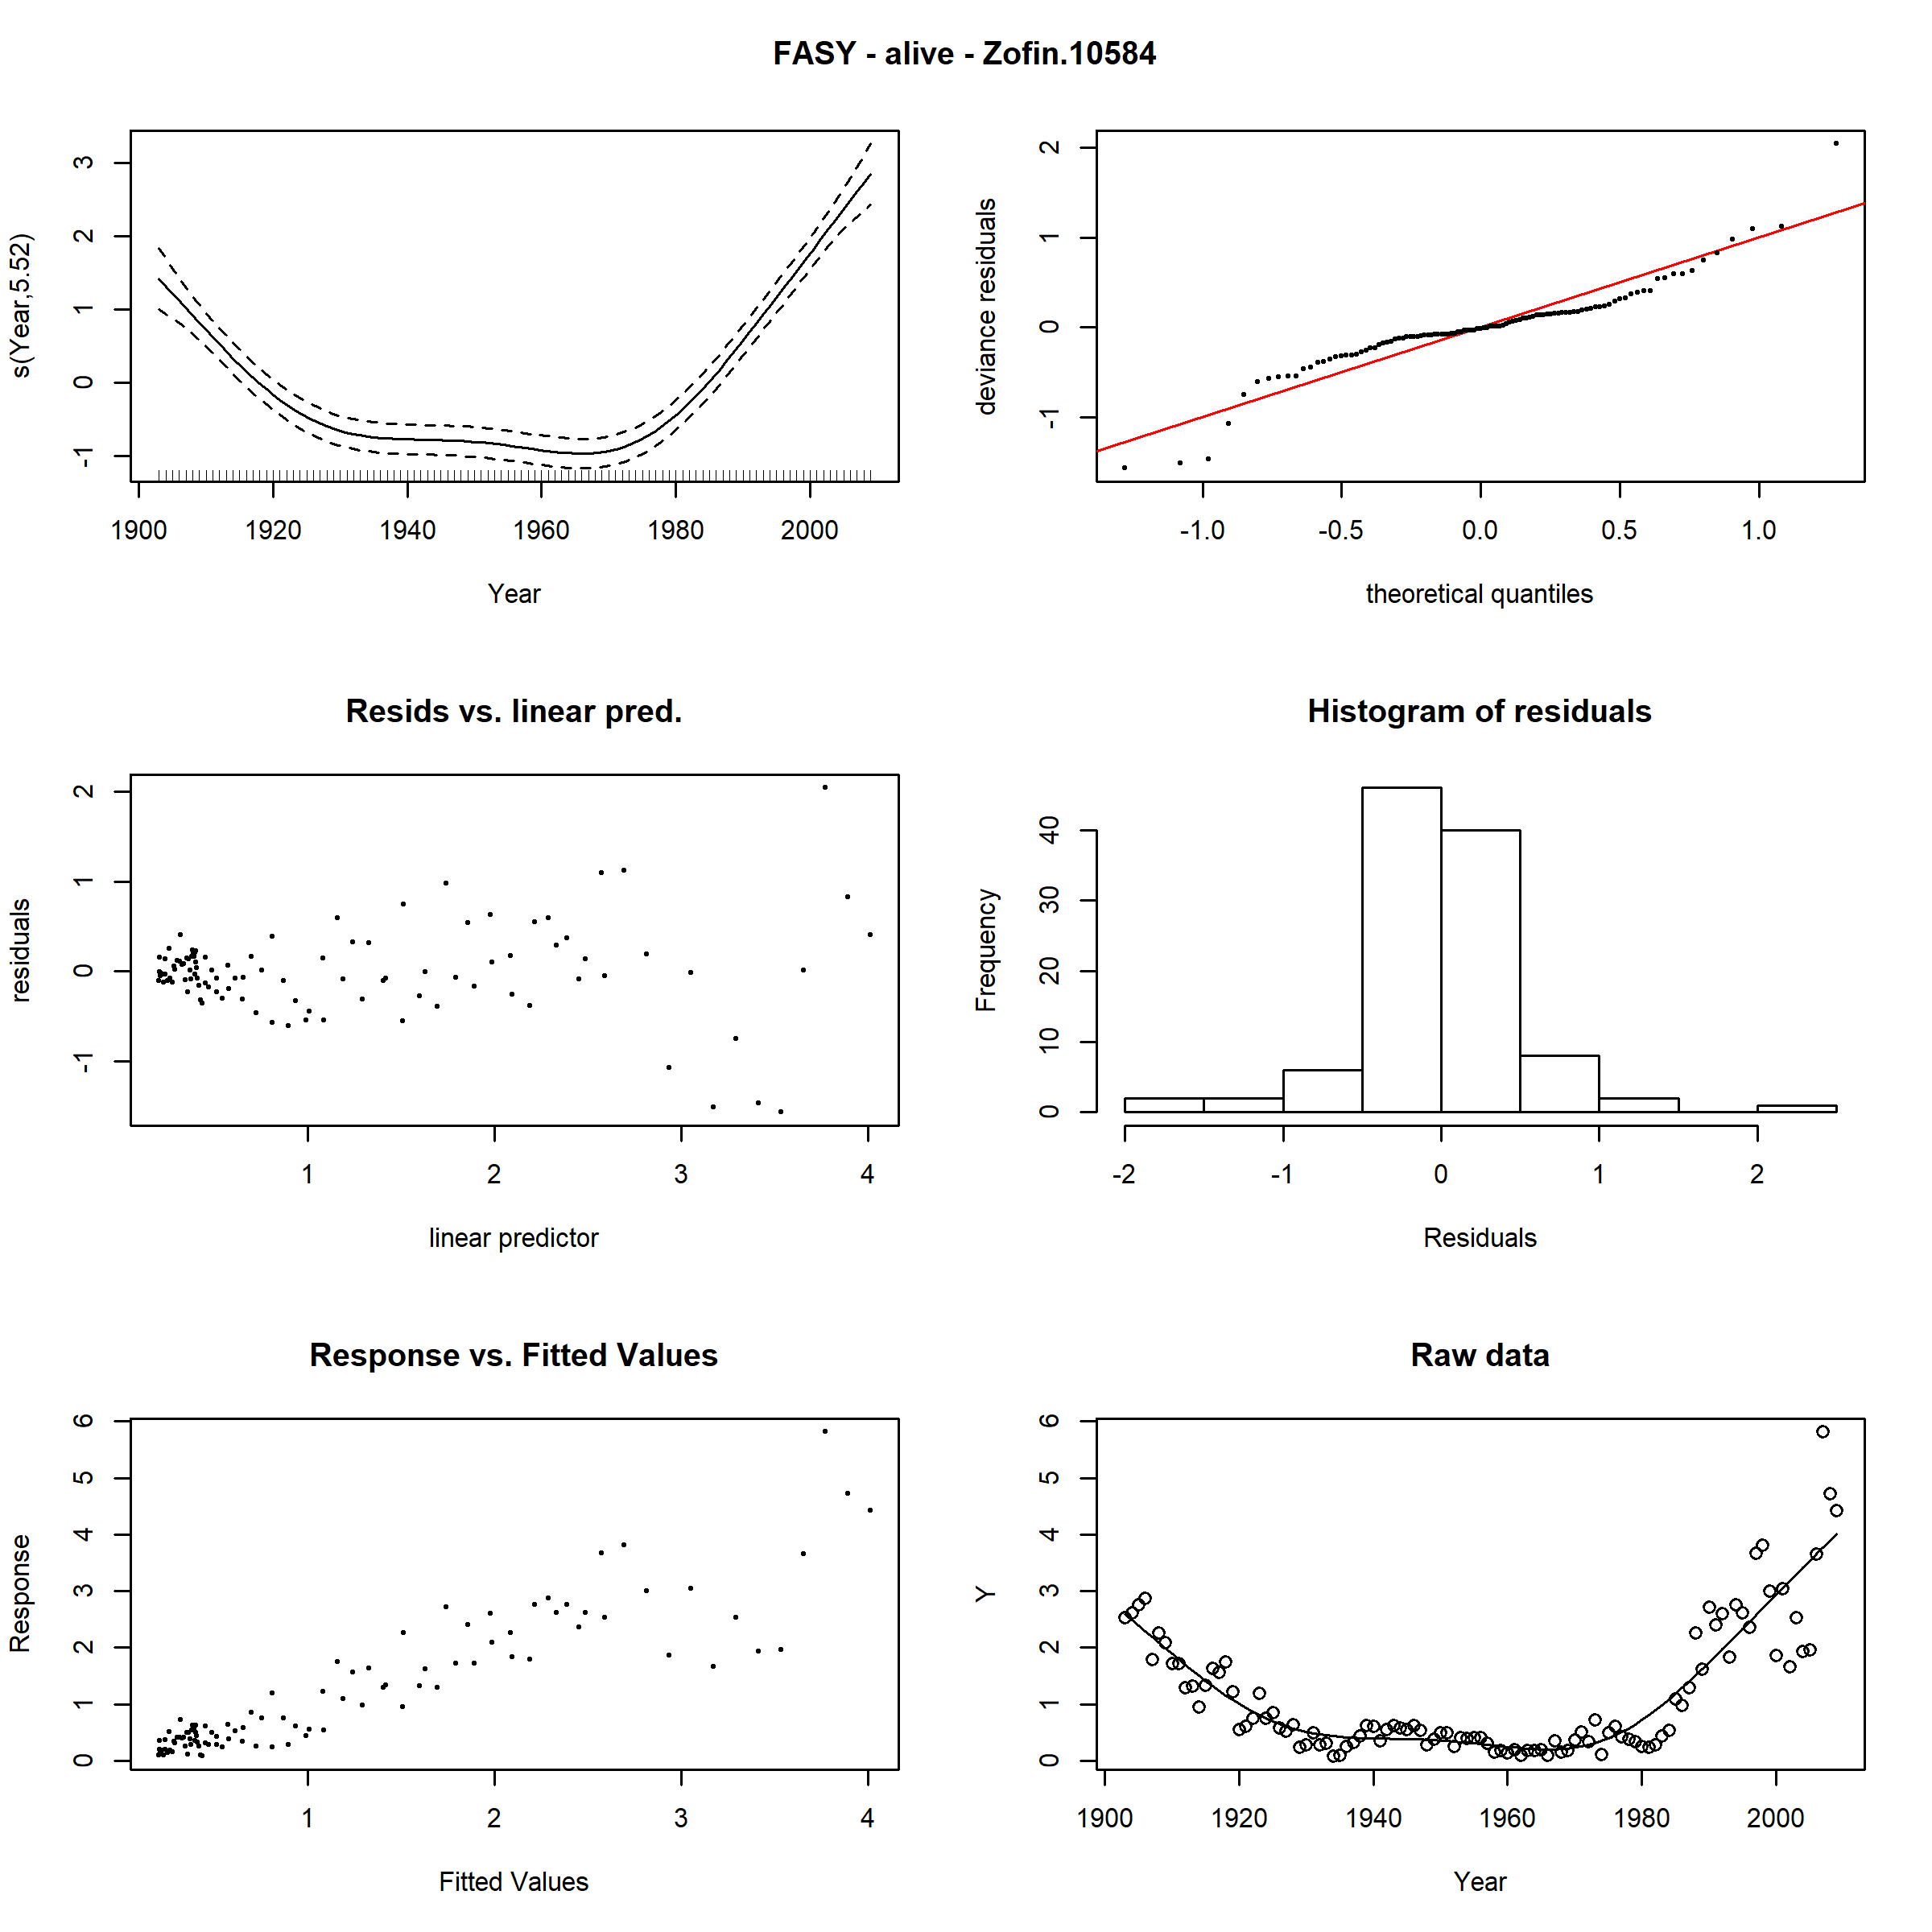 FASY - alive - Zofin.10584
s(Year,5.52)
3
2
1
0
-1
1900 1920 1940 1960 1980 2000
Year
deviance residuals
2
1
0
-1
-1.0 -0.5 0.0 0.5 1.0
theoretical quantiles
Resids vs. linear pred.
residuals
2
1
0
-1
1 2 3 4
linear predictor
Histogram of residuals
Frequency
40
30
20
10
0
-2 -1 0 1 2
Residuals
Response vs. Fitted Values
Response
6
5
4
3
2
1
0
1 2 3 4
Fitted Values
Raw data
Y
6
5
4
3
2
1
0
1900 1920 1940 1960 1980 2000
Year